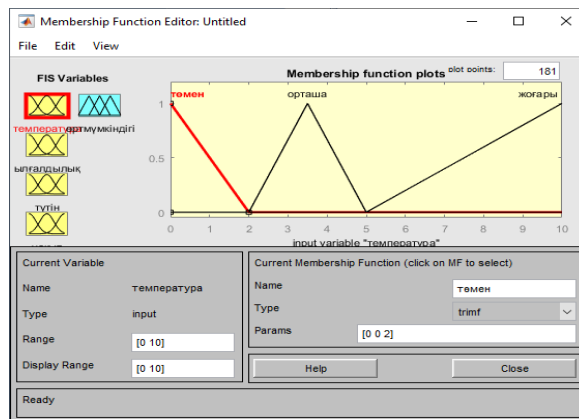 Membership Function Editor: Untitled
File Edit View
FIS Variables
Membership function plots
plot points:
181
төмен орташа жоғары
температура
өртмүмкіндігі
ылғалдылық
түтін
1
0.5
0
0 1 2 3 4 5 6 7 8 9 10
input variable "температура"
Current Variable
Name температура
Type input
Range [0 10]
Display Range [0 10]
Current Membership Function (click on MF to select)
Name төмен
Type trimf
Params [0 0 2]
Help Close
Ready